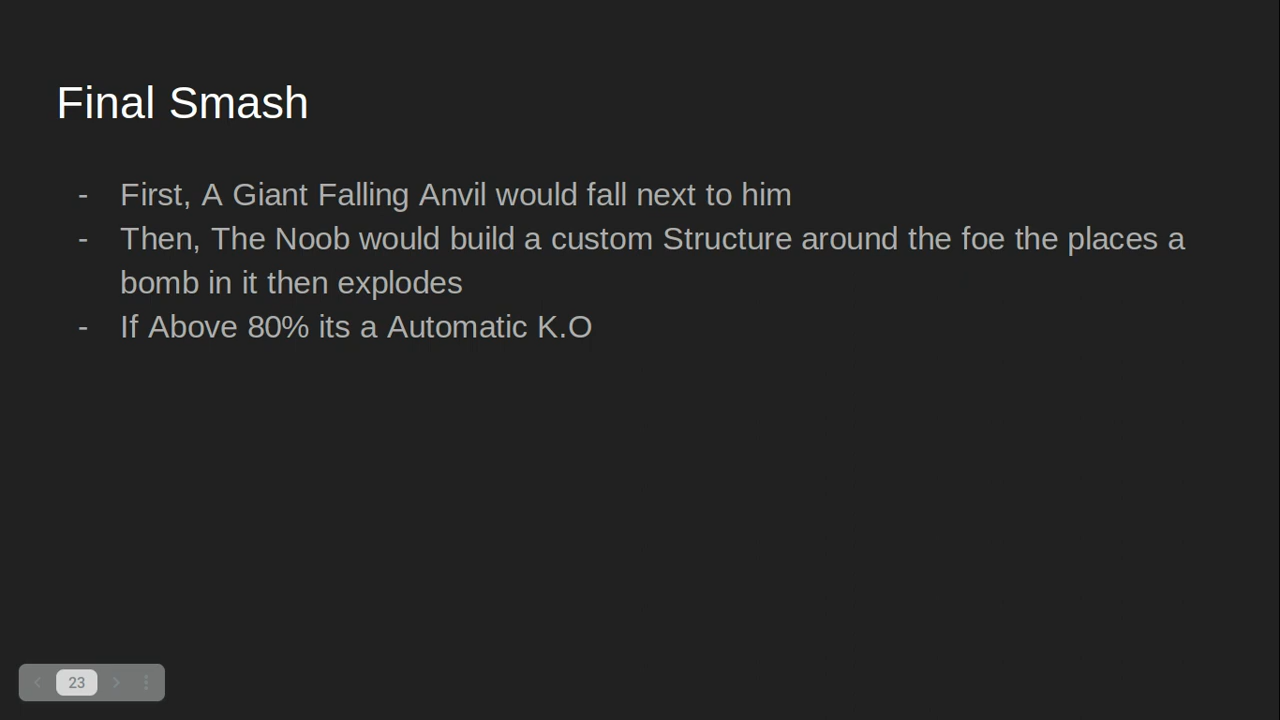 Final Smash
- First, A Giant Falling Anvil would fall next to him
- Then, The Noob would build a custom Structure around the foe the places a
bomb in it then explodes
- If Above 80% its a Automatic K.O
23